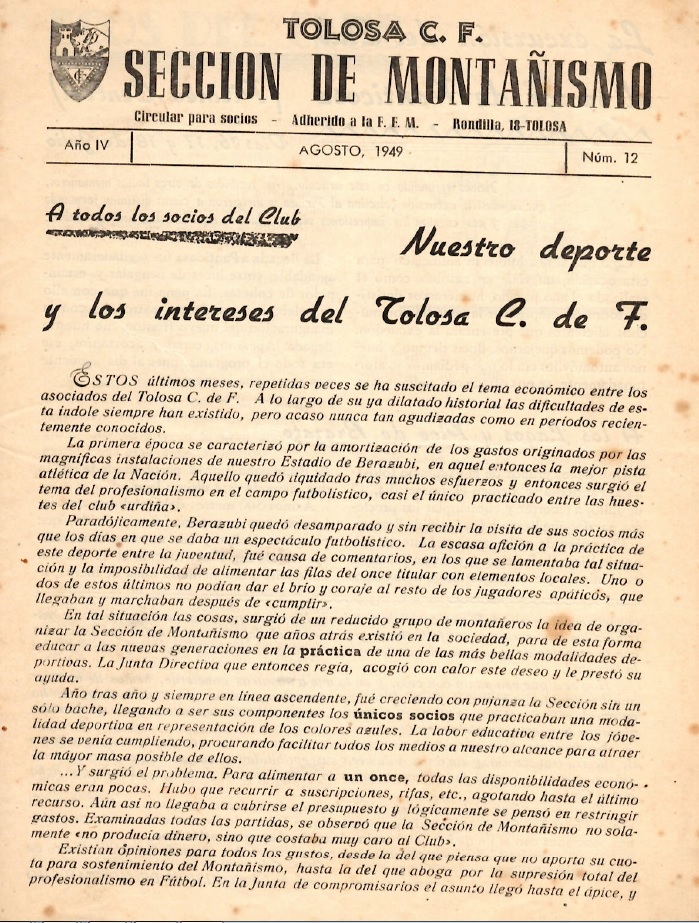 TOLOSA C. F.
SECCION DE MONTAÑISMO
Circular para socios - Adherido a la F. E. M. - Rondilla, 18-TOLOSA
Año IV
AGOSTO, 1949
Núm. 12
A todos los socios del Club
Nuestro deporte
y los intereses del Tolosa C. de F.
ESTOS últimos meses, repetidas veces se ha suscitado el tema económico entre los
asociados del Tolosa C. de F. A lo largo de su ya dilatado historial las dificultades de es-
ta índole siempre han existido, pero acaso nunca tan agudizadas como en períodos recien-
temente conocidos.
La primera época se caracterizó por la amortización de los gastos originados por las
magníficas instalaciones de nuestro Estadio de Berazubi, en aquel entonces la mejor pista
atlética de la Nación. Aquello quedó liquidado tras muchos esfuerzos y entonces surgió el
tema del profesionalismo en el campo futbolístico, casi el único practicado entre las hues-
tes del club «urdiña».
Paradójicamente, Berazubi quedó desamparado y sin recibir la visita de sus socios más
que los días en que se daba un espectáculo futbolístico. La escasa afición a la práctica de
este deporte entre la juventud, fué causa de comentarios, en los que se lamentaba tal situa-
ción y la imposibilidad de alimentar las filas del once titular con elementos locales. Uno o
dos de estos últimos no podían dar el brío y coraje al resto de los jugadores apáticos, que
llegaban y marchaban después de «cumplir».
En tal situación las cosas, surgió de un reducido grupo de montañeros la idea de orga-
nizar la Sección de Montañismo que años atrás existió en la sociedad, para de esta forma
educar a las nuevas generaciones en la práctica de una de las más bellas modalidades de-
portivas. La Junta Directiva que entonces regía, acogió con calor este deseo y le prestó su
ayuda.
Año tras año y siempre en línea ascendente, fué creciendo con pujanza la Sección sin un
sólo bache, llegando a ser sus componentes los únicos socios que practicaban una moda-
lidad deportiva en representación de los colores azules. La labor educativa entre los jóve-
nes se venía cumpliendo, procurando facilitar todos los medios a nuestro alcance para atraer
la máyor masa posible de ellos.
...Y surgió el problema. Para alimentar a un once, todas las disponibilidades econó-
micas eran pocas. Hubo que recurrir a suscripciones, rifas, etc., agotando hasta el último
recurso. Aún así no llegaba a cubrirse el presupuesto y lógicamente se pensó en restringir
gastos. Examinadas todas las partidas, se observó que la Sección de Montañismo no sola-
mente «no producía dinero, sino que costaba muy caro al Club».
Existían opiniones para todos los gustos, desde la del que piensa que no aporta su cuo-
ta para sostenimiento del Montañismo, hasta la del que aboga por la supresión total del
profesionalismo en Fútbol. En la Junta de compromisarios el asunto llegó hasta el ápice, y